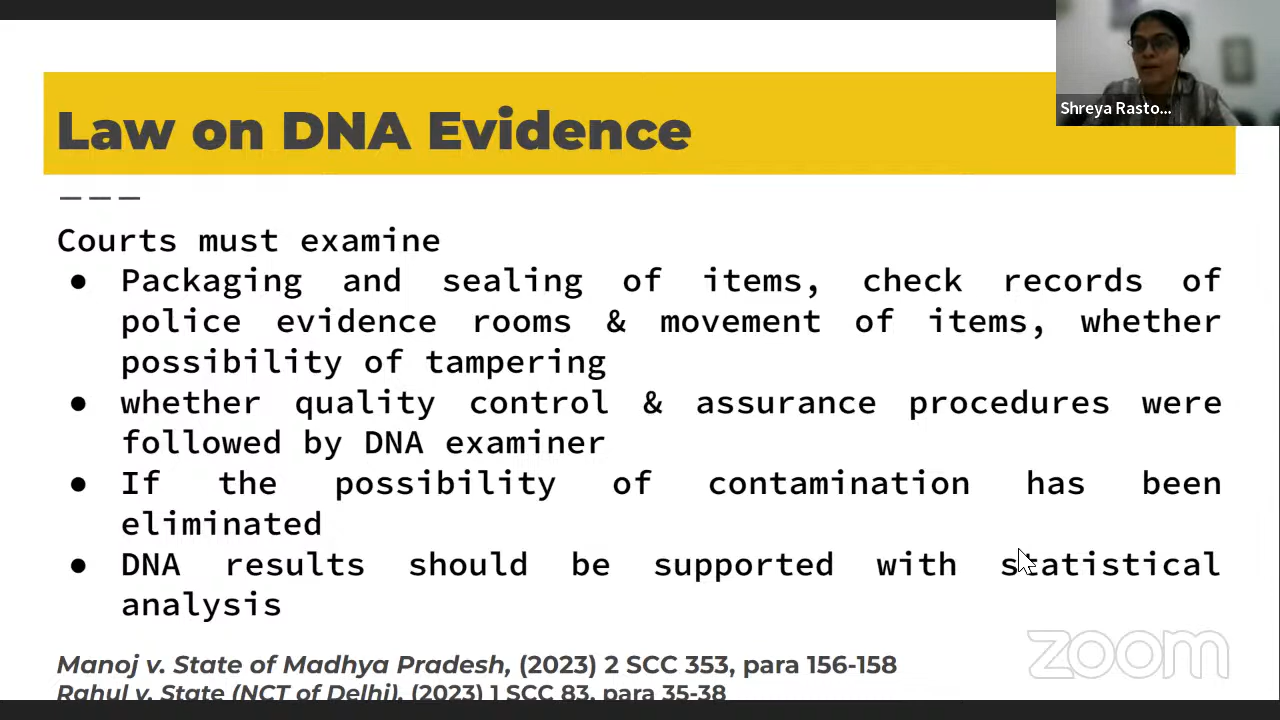 Law on DNA Evidence
Shreya Rasto...
Courts must examine
● Packaging and sealing of items, check records of
police evidence rooms & movement of items, whether
possibility of tampering
● whether quality control & assurance procedures were
followed by DNA examiner
● If the possibility of contamination has been
eliminated
● DNA results should be supported with statistical
analysis
Manoj v. State of Madhya Pradesh, (2023) 2 SCC 353, para 156-158
Rahul v. State (NCT of Delhi), (2023) 1 SCC 83, para 35-38
zoom